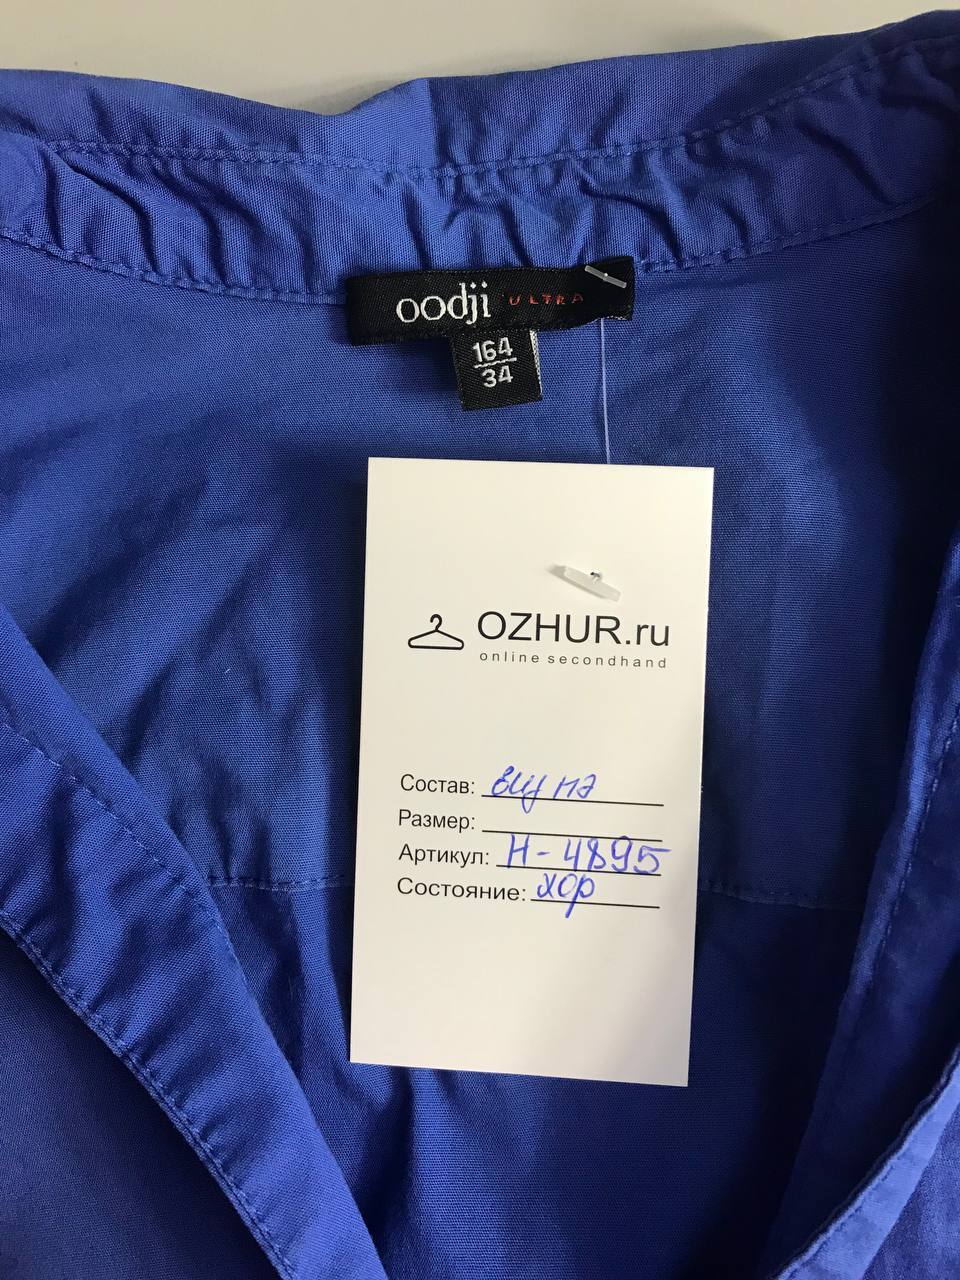 oodji ULTRA
164
34
OZHUR.ru
online secondhand
Состав:
Размер:
Артикул: Н-4895
Состояние: хор